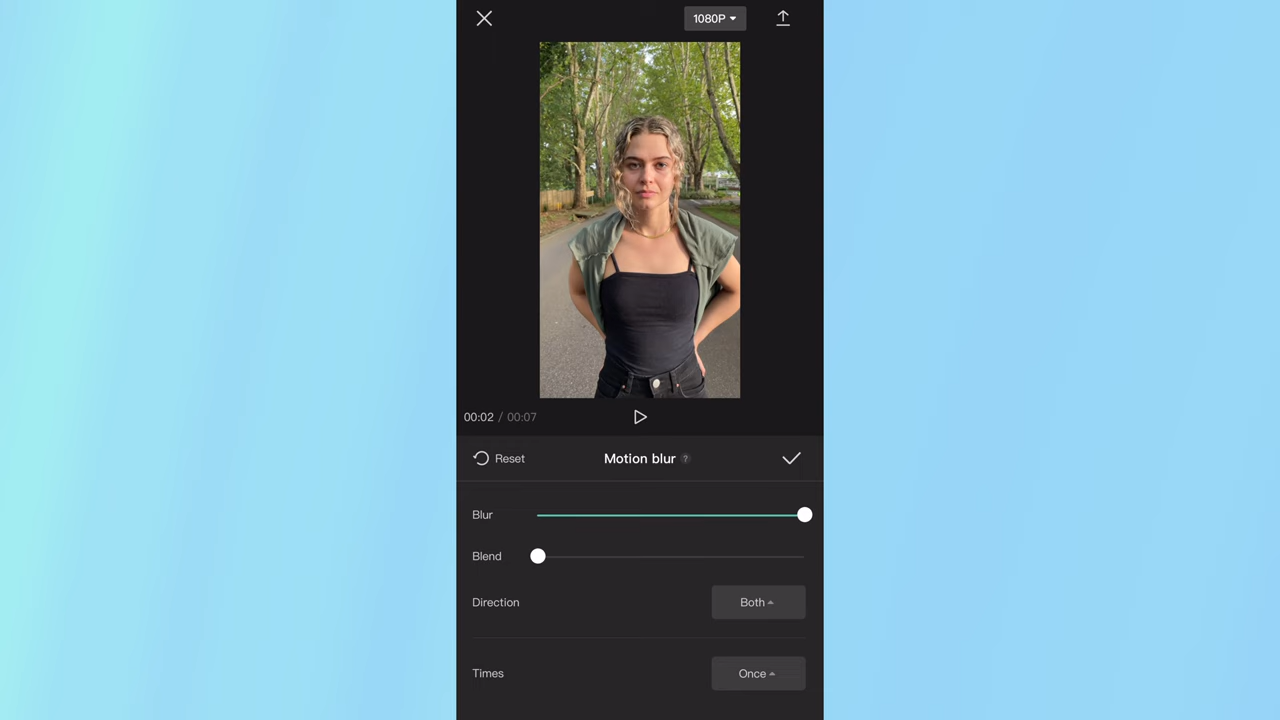 1080P
00:02 / 00:07
Reset Motion blur ?
Blur
Blend
Direction Both
Times Once